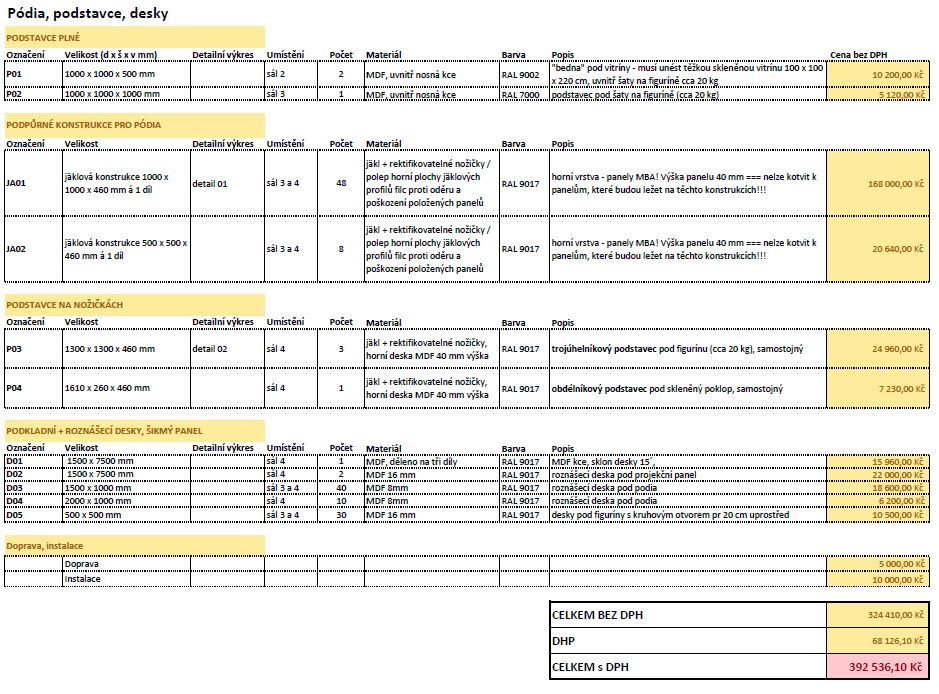 Pódia, podstavce, desky
PODSTAVCE PLNÉ
Označení Velikost (d x š x v mm) Detailní výkres Umístění Počet Materiál Barva Popis Cena bez DPH
P01 1000 x 1000 x 500 mm sál 2 2 MDF, uvnitř nosná kce RAL 9002 "bedna" pod vitríny - musí unést těžkou skleněnou vitrínu 100 x 100 x 220 cm, uvnitř šaty na figuríně cca 20 kg 10 200,00 Kč
P02 1000 x 1000 x 1000 mm sál 3 1 MDF, uvnitř nosná kce RAL 7000 podstavec pod šaty na figuríně (cca 20 kg) 5 120,00 Kč
PODPŮRNÉ KONSTRUKCE PRO PÓDIA
Označení Velikost Detailní výkres Umístění Počet Materiál Barva Popis
JA01 jäklová konstrukce 1000 x 1000 x 460 mm á 1 díl detail 01 sál 3 a 4 48 jäkl + rektifikovatelné nožičky / polep horní plochy jäklových profilů filc proti oděru a poškození položených panelů RAL 9017 horní vrstva - panely MBA! Výška panelu 40 mm === nelze kotvit k panelům, které budou ležet na těchto konstrukcích!!! 168 000,00 Kč
JA02 jäklová konstrukce 500 x 500 x 460 mm á 1 díl sál 3 a 4 8 jäkl + rektifikovatelné nožičky / polep horní plochy jäklových profilů filc proti oděru a poškození položených panelů RAL 9017 horní vrstva - panely MBA! Výška panelu 40 mm === nelze kotvit k panelům, které budou ležet na těchto konstrukcích!!! 20 640,00 Kč
PODSTAVCE NA NOŽIČKÁCH
Označení Velikost Detailní výkres Umístění Počet Materiál Barva Popis
P03 1300 x 1300 x 460 mm detail 02 sál 4 3 jäkl + rektifikovatelné nožičky, horní deska MDF 40 mm výška RAL 9017 trojúhelníkový podstavec pod figurínu (cca 20 kg), samostojný 24 960,00 Kč
P04 1610 x 260 x 460 mm sál 4 1 jäkl + rektifikovatelné nožičky, horní deska MDF 40 mm výška RAL 9017 obdélníkový podstavec pod skleněný poklop, samostojný 7 230,00 Kč
PODKLADNÍ + ROZNÁŠECÍ DESKY, ŠIKMÝ PANEL
Označení Velikost Detailní výkres Umístění Počet Materiál Barva Popis
D01 1500 x 7500 mm sál 4 1 MDF, děleno na tři díly RAL 9017 MDF kce, sklon desky 15°, 15 960,00 Kč
D02 1500 x 7500 mm sál 4 2 MDF 16 mm RAL 9017 roznášecí deska pod projekční panel 22 000,00 Kč
D03 1500 x 1000 mm sál 3 a 4 40 MDF 8mm RAL 9017 roznášecí deska pod podia 18 600,00 Kč
D04 2000 x 1000 mm sál 4 10 MDF 8mm RAL 9017 roznášecí deska pod podia 6 200,00 Kč
D05 500 x 500 mm sál 3 a 4 30 MDF 16 mm RAL 9017 desky pod figuríny s kruhovým otvorem pr 20 cm uprostřed 10 500,00 Kč
Doprava, instalace
Doprava 5 000,00 Kč
Instalace 10 000,00 Kč
CELKEM BEZ DPH 324 410,00 Kč
DHP 68 126,10 Kč
CELKEM s DPH 392 536,10 Kč